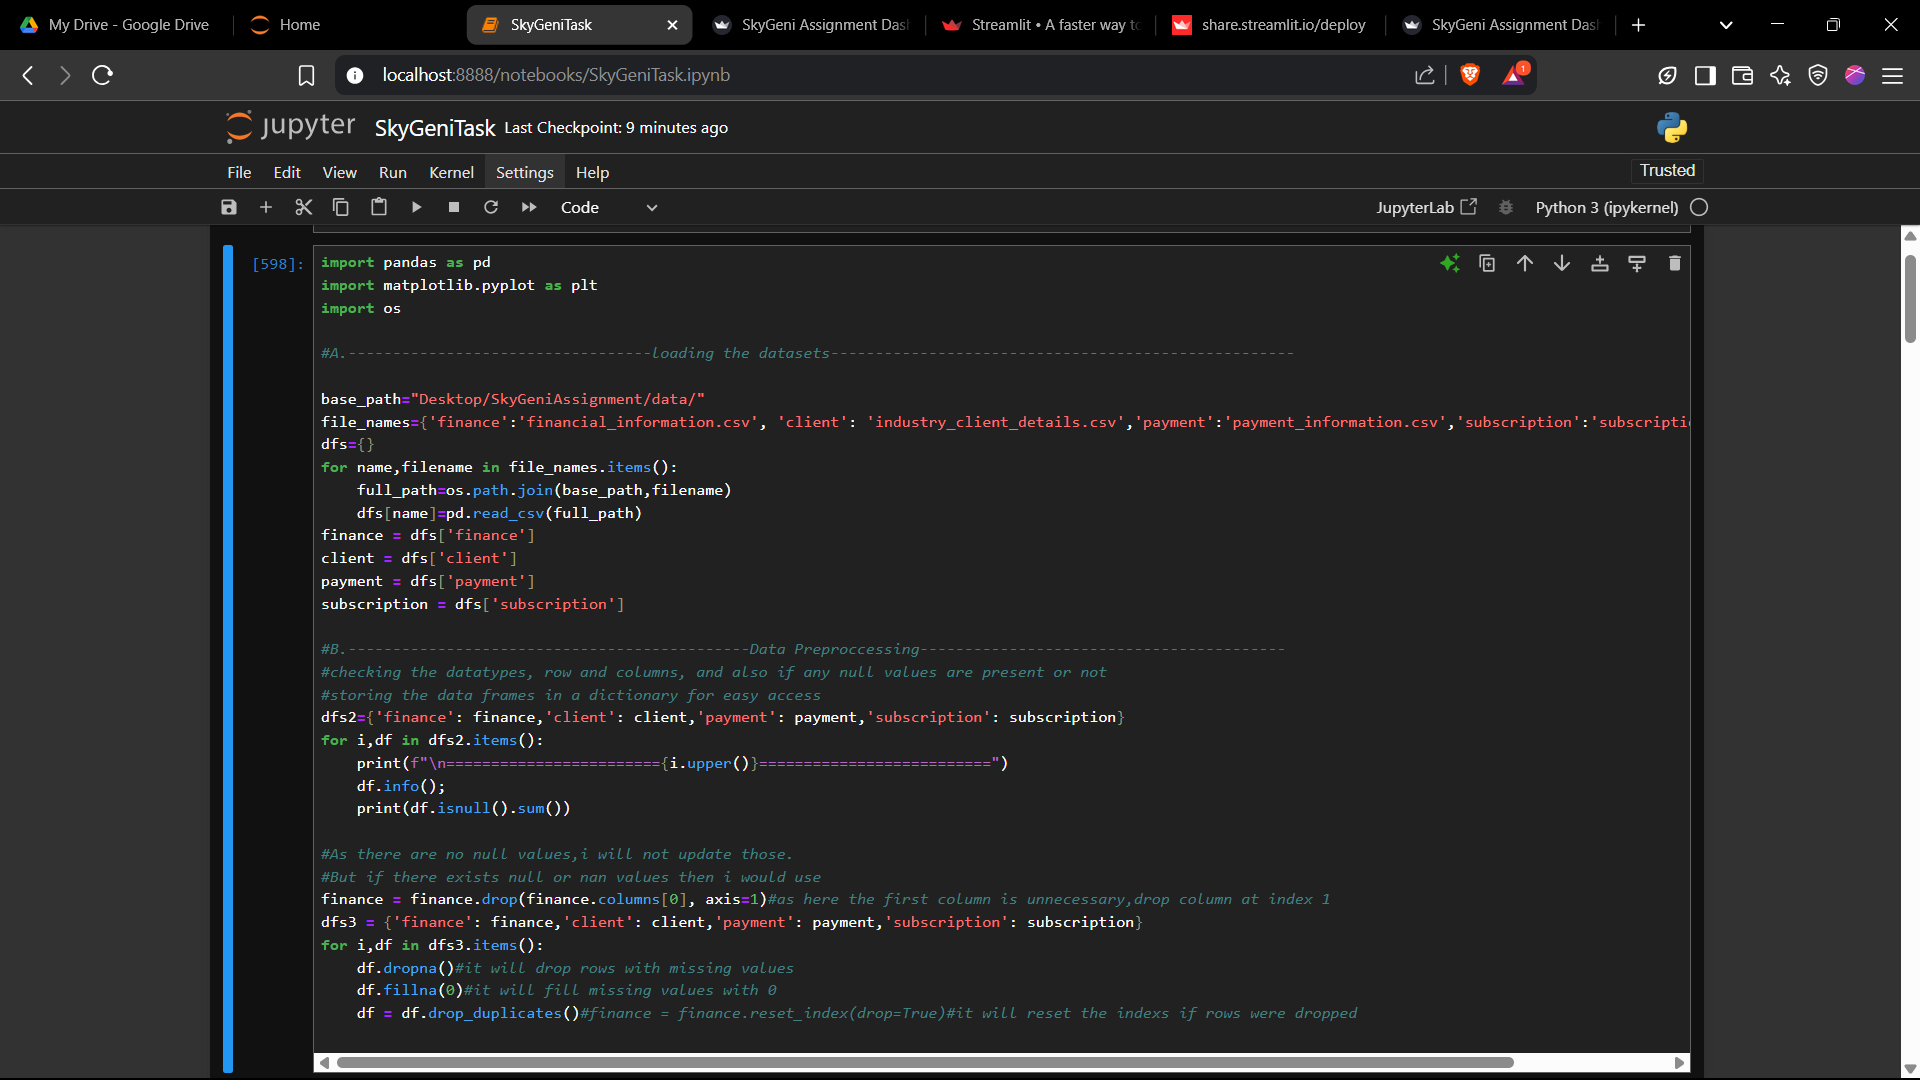 My Drive - Google Drive
Home
SkyGeniTask
SkyGeni Assignment Das
Streamlit • A faster way to
share.streamlit.io/deploy
SkyGeni Assignment Das
localhost:8888/notebooks/SkyGeniTask.ipynb
1
jupyter SkyGeniTask Last Checkpoint: 9 minutes ago
File Edit View Run Kernel Settings Help Trusted
Code JupyterLab Python 3 (ipykernel)
[598]:
import pandas as pd
import matplotlib.pyplot as plt
import os
#A.----------------------------------loading the datasets----------------------------------------------------
base_path="Desktop/SkyGeniAssignment/data/"
file_names={'finance':'financial_information.csv', 'client': 'industry_client_details.csv','payment':'payment_information.csv','subscription':'subscripti
dfs={}
for name,filename in file_names.items():
    full_path=os.path.join(base_path,filename)
    dfs[name]=pd.read_csv(full_path)
finance = dfs['finance']
client = dfs['client']
payment = dfs['payment']
subscription = dfs['subscription']
#B.---------------------------------------------Data Preproccessing-----------------------------------------
#checking the datatypes, row and columns, and also if any null values are present or not
#storing the data frames in a dictionary for easy access
dfs2={'finance': finance,'client': client,'payment': payment,'subscription': subscription}
for i,df in dfs2.items():
    print(f"\n========================{i.upper()}==========================")
    df.info();
    print(df.isnull().sum())
#As there are no null values,i will not update those.
#But if there exists null or nan values then i would use
finance = finance.drop(finance.columns[0], axis=1)#as here the first column is unnecessary,drop column at index 1
dfs3 = {'finance': finance,'client': client,'payment': payment,'subscription': subscription}
for i,df in dfs3.items():
    df.dropna()#it will drop rows with missing values
    df.fillna(0)#it will fill missing values with 0
    df = df.drop_duplicates()#finance = finance.reset_index(drop=True)#it will reset the indexs if rows were dropped